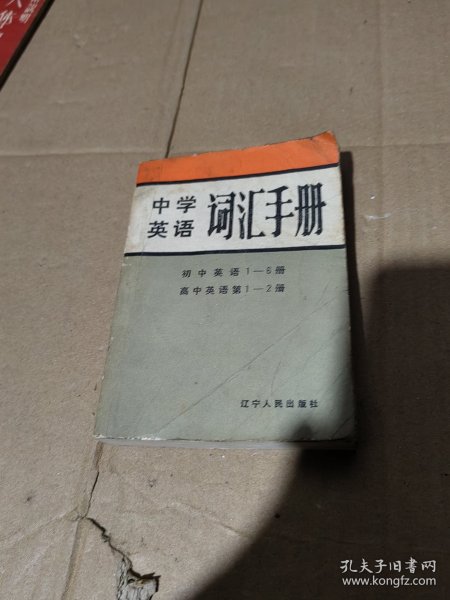 中学
英语
词汇手册
初中英语1—6册
高中英语第1—2册
辽宁人民出版社
孔夫子旧书网
www.kongfz.com